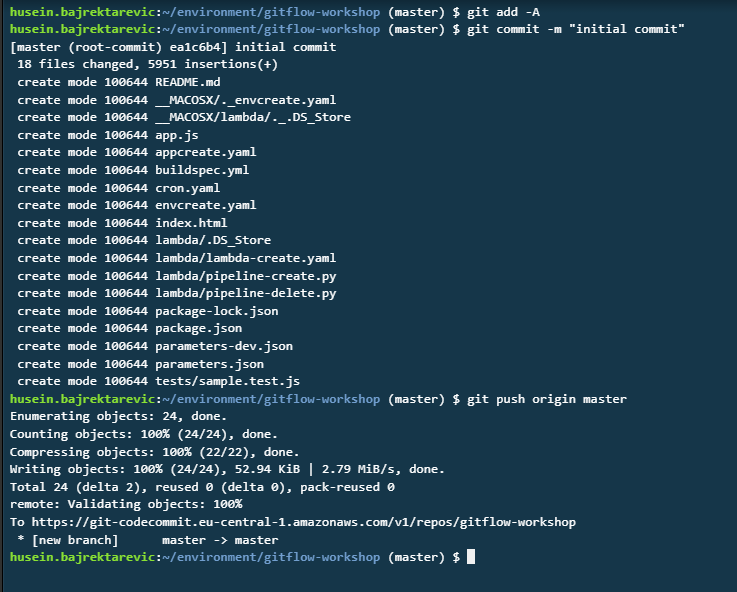 husein.bajrektarevic:~/environment/gitflow-workshop (master) $ git add -A
husein.bajrektarevic:~/environment/gitflow-workshop (master) $ git commit -m "initial commit"
[master (root-commit) ea1c6b4] initial commit
 18 files changed, 5951 insertions(+)
 create mode 100644 README.md
 create mode 100644 __MACOSX/._envcreate.yaml
 create mode 100644 __MACOSX/lambda/._.DS_Store
 create mode 100644 app.js
 create mode 100644 appcreate.yaml
 create mode 100644 buildspec.yml
 create mode 100644 cron.yaml
 create mode 100644 envcreate.yaml
 create mode 100644 index.html
 create mode 100644 lambda/.DS_Store
 create mode 100644 lambda/lambda-create.yaml
 create mode 100644 lambda/pipeline-create.py
 create mode 100644 lambda/pipeline-delete.py
 create mode 100644 package-lock.json
 create mode 100644 package.json
 create mode 100644 parameters-dev.json
 create mode 100644 parameters.json
 create mode 100644 tests/sample.test.js
husein.bajrektarevic:~/environment/gitflow-workshop (master) $ git push origin master
Enumerating objects: 24, done.
Counting objects: 100% (24/24), done.
Compressing objects: 100% (22/22), done.
Writing objects: 100% (24/24), 52.94 KiB | 2.79 MiB/s, done.
Total 24 (delta 2), reused 0 (delta 0), pack-reused 0
remote: Validating objects: 100%
To https://git-codecommit.eu-central-1.amazonaws.com/v1/repos/gitflow-workshop
 * [new branch]      master -> master
husein.bajrektarevic:~/environment/gitflow-workshop (master) $